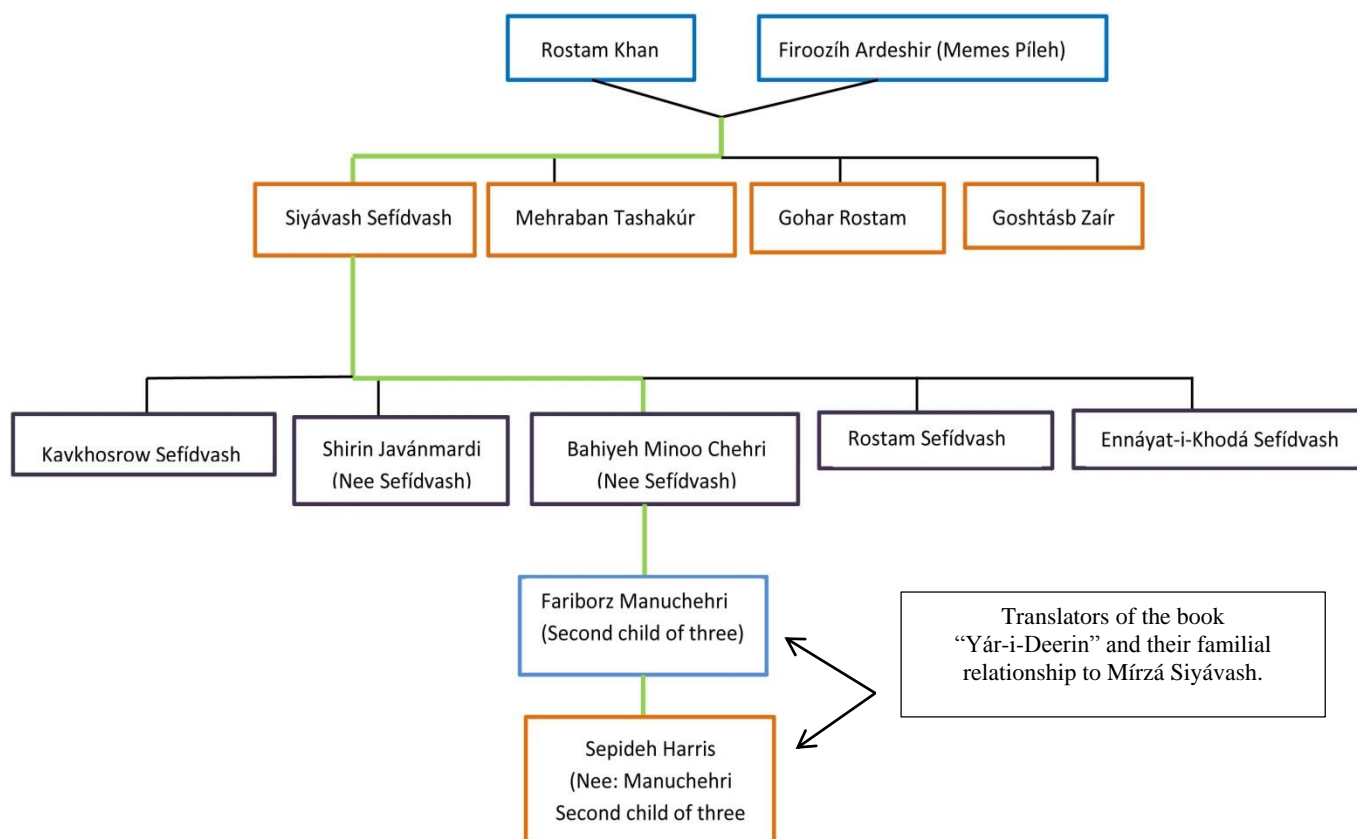 Rostam Khan
Firoozíh Ardeshir (Memes Píleh)
Siyávash Sefídvash
Mehraban Tashakúr
Gohar Rostam
Goshtásb Zaír
Kavkhosrow Sefídvash
Shirin Javánmardi
(Nee Sefídvash)
Bahiyeh Minoo Chehri
(Nee Sefídvash)
Rostam Sefídvash
Ennáyat-i-Khodá Sefídvash
Fariborz Manuchehri
(Second child of three)
Translators of the book
“Yár-i-Deerin” and their familial
relationship to Mírzá Siyávash.
Sepideh Harris
(Nee: Manuchehri
Second child of three